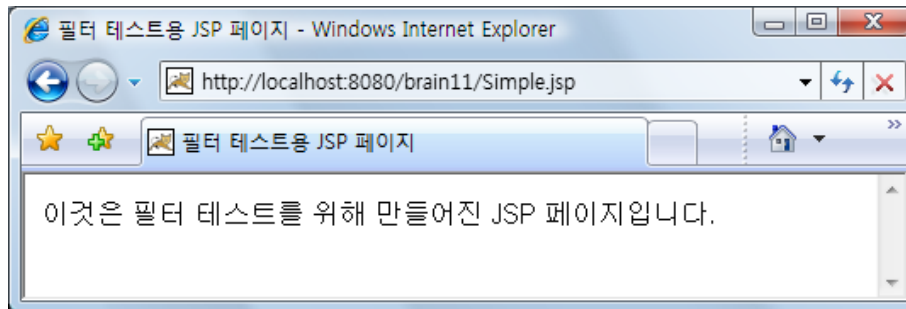 필터 테스트용 JSP 페이지 - Windows Internet Explorer
http://localhost:8080/brain11/Simple.jsp
필터 테스트용 JSP 페이지
이것은 필터 테스트를 위해 만들어진 JSP 페이지입니다.